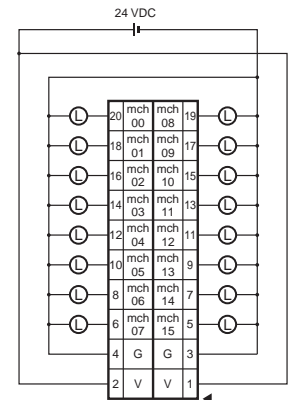 24 VDC
L 20 mch 00 mch 08 19 L
L 18 mch 01 mch 09 17 L
L 16 mch 02 mch 10 15 L
L 14 mch 03 mch 11 13 L
L 12 mch 04 mch 12 11 L
L 10 mch 05 mch 13 9 L
L 8 mch 06 mch 14 7 L
L 6 mch 07 mch 15 5 L
4 G G 3
2 V V 1